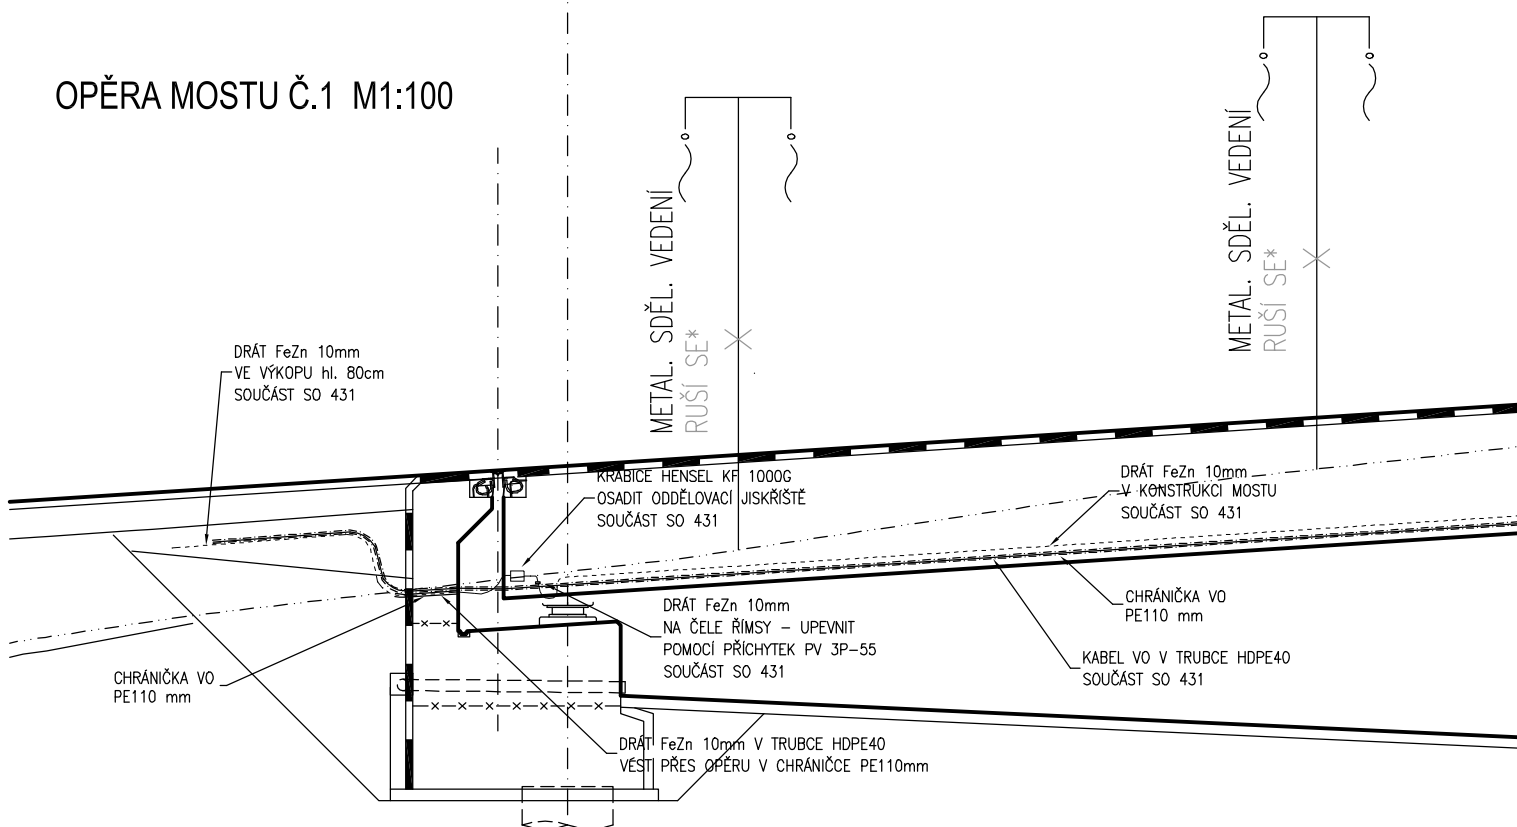 OPĚRA MOSTU Č.1 M1:100
METAL. SDĚL. VEDENÍ
RUŠÍ SE*
METAL. SDĚL. VEDENÍ
RUŠÍ SE*
DRÁT FeZn 10mm
VE VÝKOPU hl. 80cm
SOUČÁST SO 431
KRABICE HENSEL KF 1000G
OSADIT ODDĚLOVACÍ JISKŘÍŠTĚ
SOUČÁST SO 431
DRÁT FeZn 10mm
V KONSTRUKCI MOSTU
SOUČÁST SO 431
DRÁT FeZn 10mm
NA ČELE ŘÍMSY – UPEVNIT
POMOCÍ PŘÍCHYTEK PV 3P-55
SOUČÁST SO 431
CHRÁNIČKA VO
PE110 mm
KABEL VO V TRUBCE HDPE40
SOUČÁST SO 431
CHRÁNIČKA VO
PE110 mm
DRÁT FeZn 10mm V TRUBCE HDPE40
VÉST PŘES OPĚRU V CHRÁNIČCE PE110mm